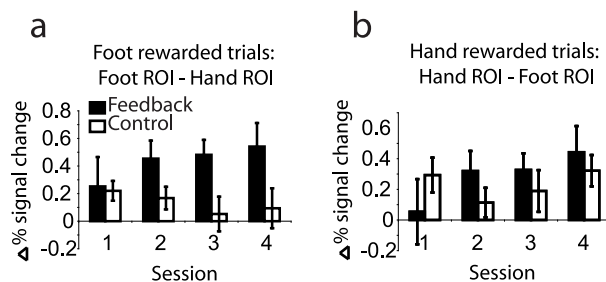 a
Foot rewarded trials:
Foot ROI - Hand ROI
Δ% signal change
0.8
0.6
0.4
0.2
0
-0.2
Feedback
Control
1 2 3 4
Session
b
Hand rewarded trials:
Hand ROI - Foot ROI
Δ% signal change
0.6
0.4
0.2
0
-0.2
1 2 3 4
Session